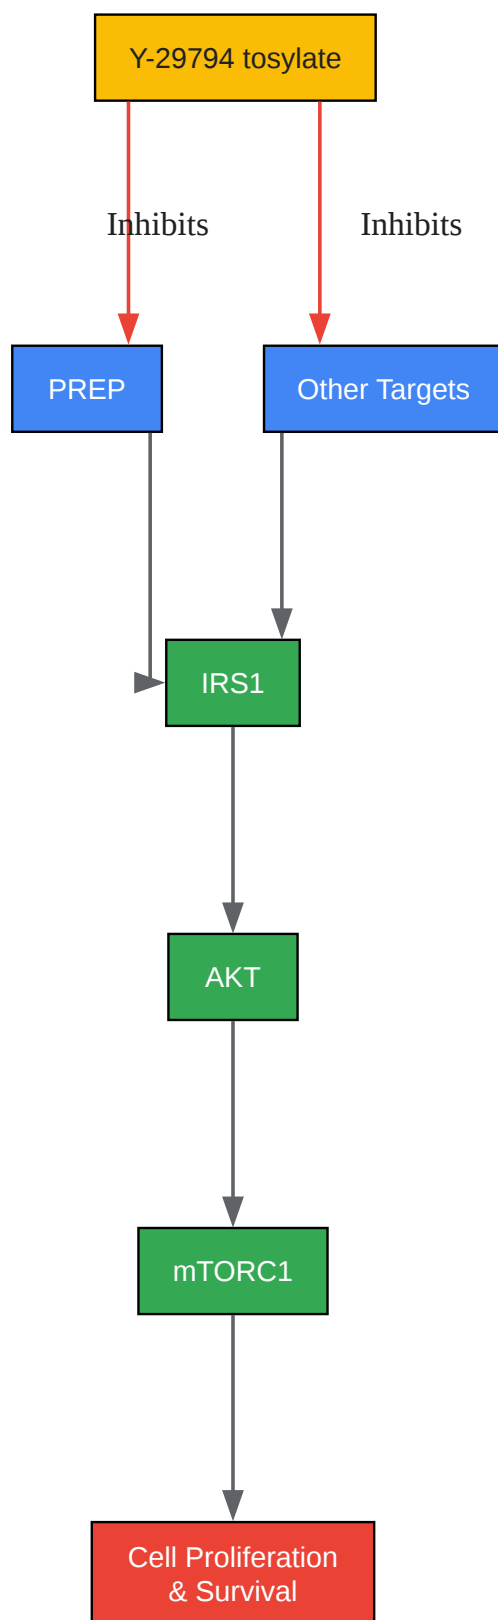 Y-29794 tosylate
Inhibits
Inhibits
PREP
Other Targets
IRS1
AKT
mTORC1
Cell Proliferation
& Survival